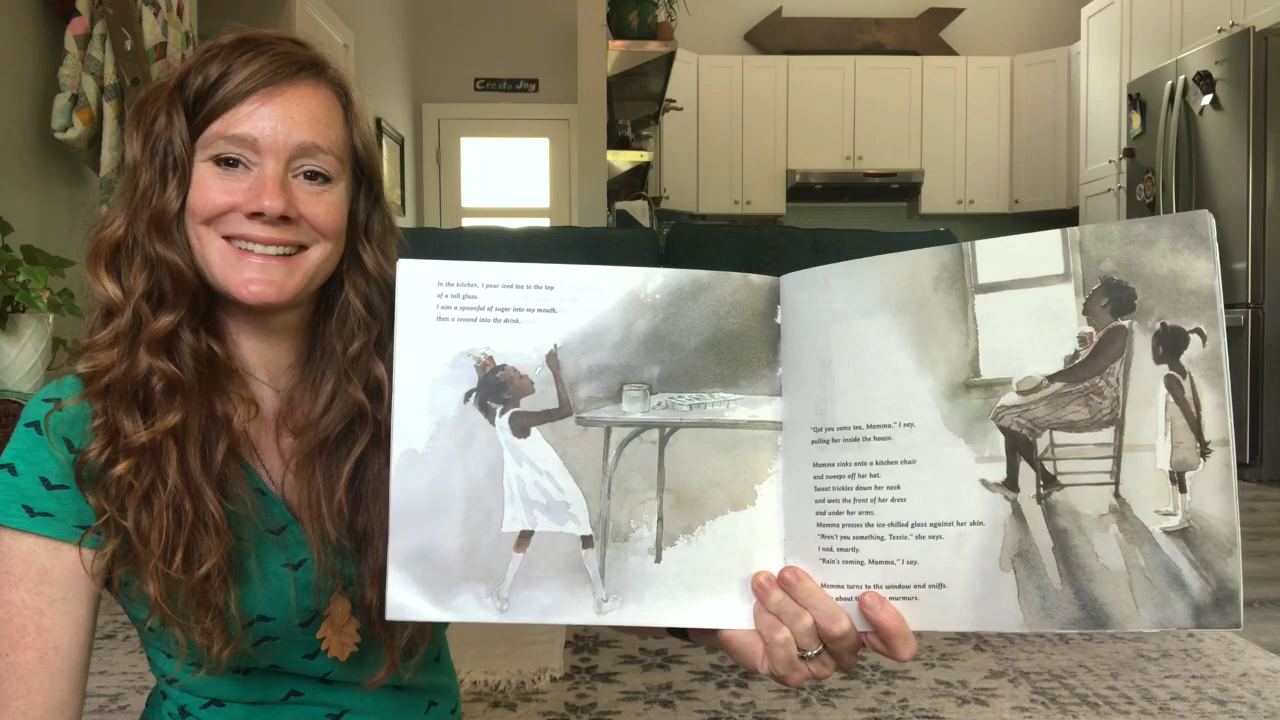 Create Joy
In the kitchen, I pour iced tea to the top
of a tall glass.
I aim a spoonful of sugar into my mouth,
then a second into the drink.
"Got you some tea, Mamma," I say,
pulling her inside the house.
Mamma sinks onto a kitchen chair
and sweeps off her hat.
Sweat trickles down her neck
and wets the front of her dress
and under her arms.
Mamma presses the ice-chilled glass against her skin.
"Aren't you something, Tessie," she says.
I nod, smartly.
"Rain's coming, Mamma," I say.
Mamma turns to the window and sniffs.
about murmurs.